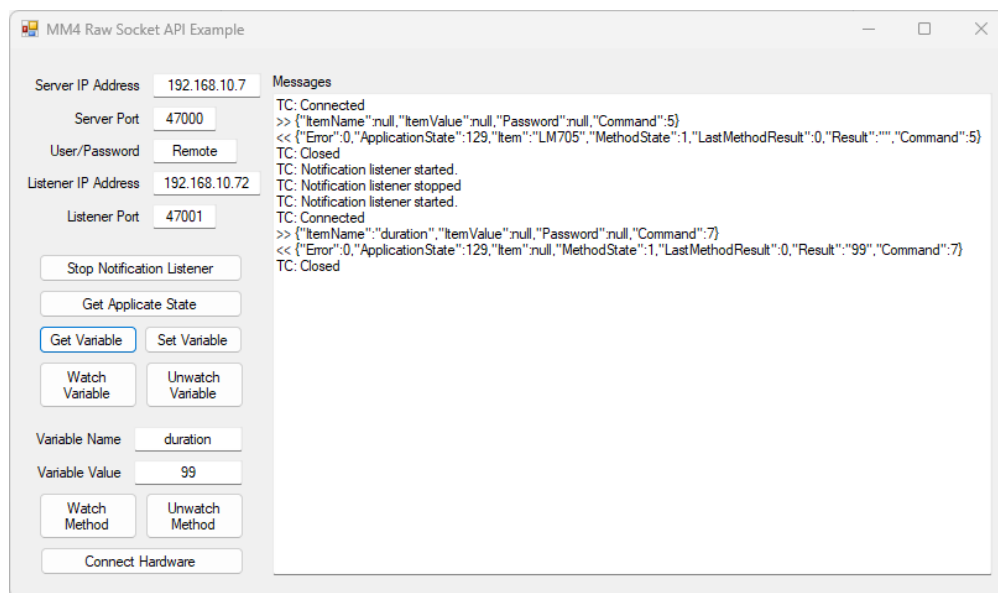 MM4 Raw Socket API Example
Server IP Address 192.168.10.7
Server Port 47000
User/Password Remote
Listener IP Address 192.168.10.72
Listener Port 47001
Stop Notification Listener
Get Applicate State
Get Variable Set Variable
Watch Variable Unwatch Variable
Variable Name duration
Variable Value 99
Watch Method Unwatch Method
Connect Hardware
Messages
TC: Connected
>> {"ItemName":null,"ItemValue":null,"Password":null,"Command":5}
<< {"Error":0,"ApplicationState":129,"Item":"LM705","MethodState":1,"LastMethodResult":0,"Result":"","Command":5}
TC: Closed
TC: Notification listener started.
TC: Notification listener stopped
TC: Notification listener started.
TC: Connected
>> {"ItemName":"duration","ItemValue":null,"Password":null,"Command":7}
<< {"Error":0,"ApplicationState":129,"Item":null,"MethodState":1,"LastMethodResult":0,"Result":"99","Command":7}
TC: Closed